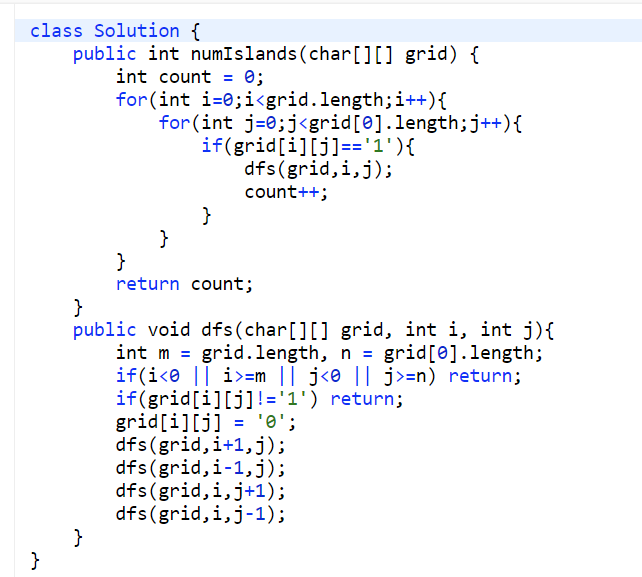 class Solution {
    public int numIslands(char[][] grid) {
        int count = 0;
        for(int i=0;i<grid.length;i++){
            for(int j=0;j<grid[0].length;j++){
                if(grid[i][j]=='1'){
                    dfs(grid,i,j);
                    count++;
                }
            }
        }
        return count;
    }
    public void dfs(char[][] grid, int i, int j){
        int m = grid.length, n = grid[0].length;
        if(i<0 || i>=m || j<0 || j>=n) return;
        if(grid[i][j]!='1') return;
        grid[i][j] = '0';
        dfs(grid,i+1,j);
        dfs(grid,i-1,j);
        dfs(grid,i,j+1);
        dfs(grid,i,j-1);
    }
}